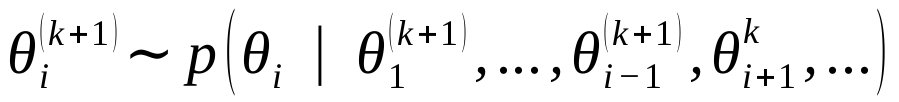 θ_i^(k+1) ~ p(θ_i | θ_1^(k+1), ..., θ_{i−1}^(k+1), θ_{i+1}^k, ...)